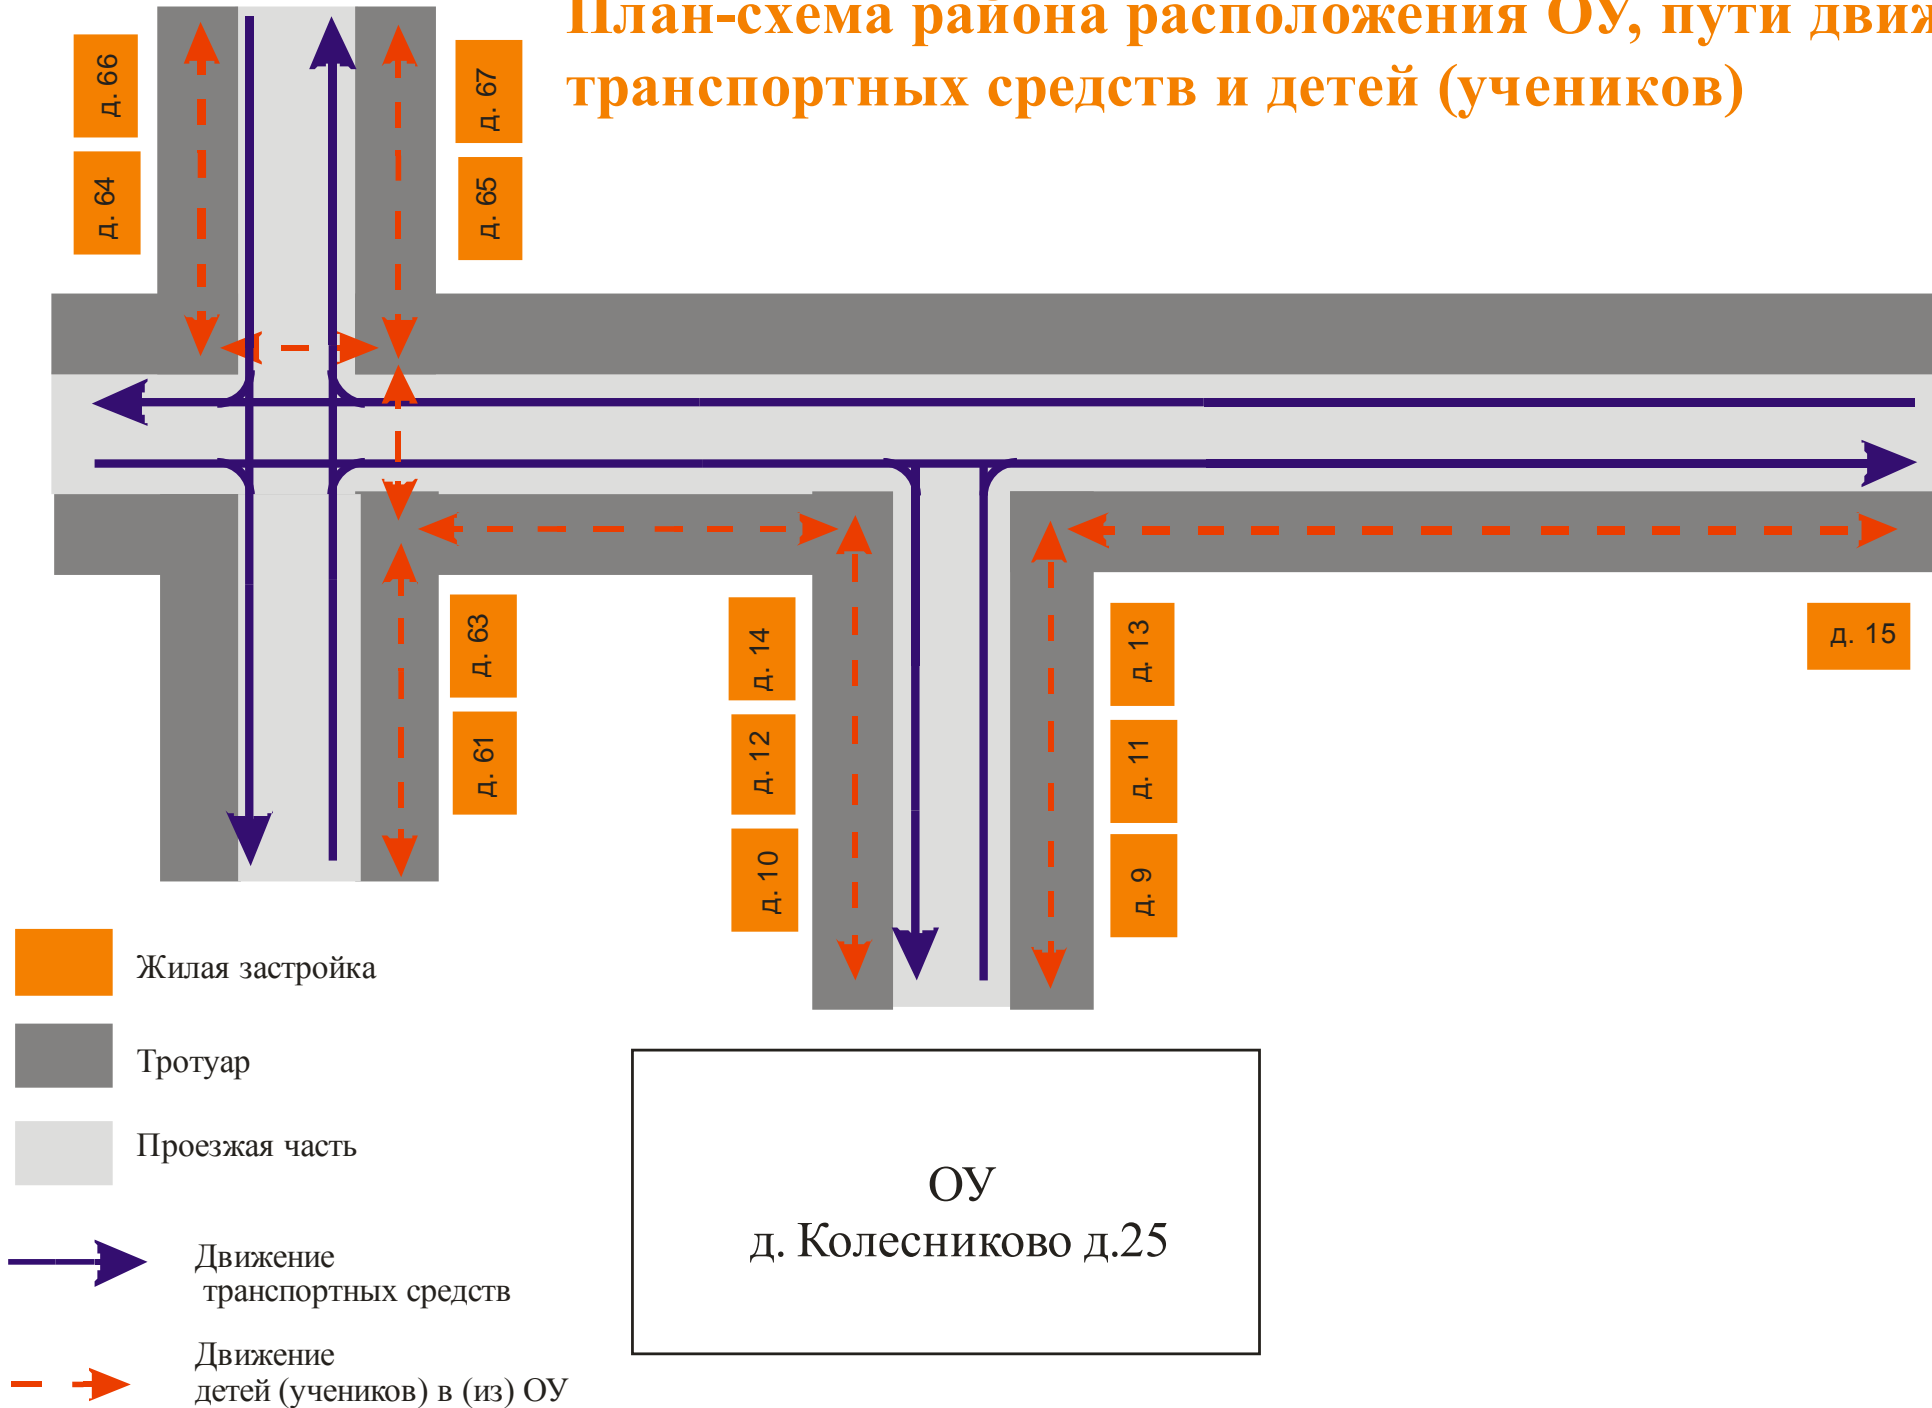 План-схема района расположения ОУ, пути движ
транспортных средств и детей (учеников)
д. 66
д. 67
д. 64
д. 65
д. 63
д. 14
д. 13
д. 15
д. 61
д. 12
д. 11
д. 10
д. 9
Жилая застройка
Тротуар
Проезжая часть
Движение
транспортных средств
Движение
детей (учеников) в (из) ОУ
ОУ
д. Колесниково д.25